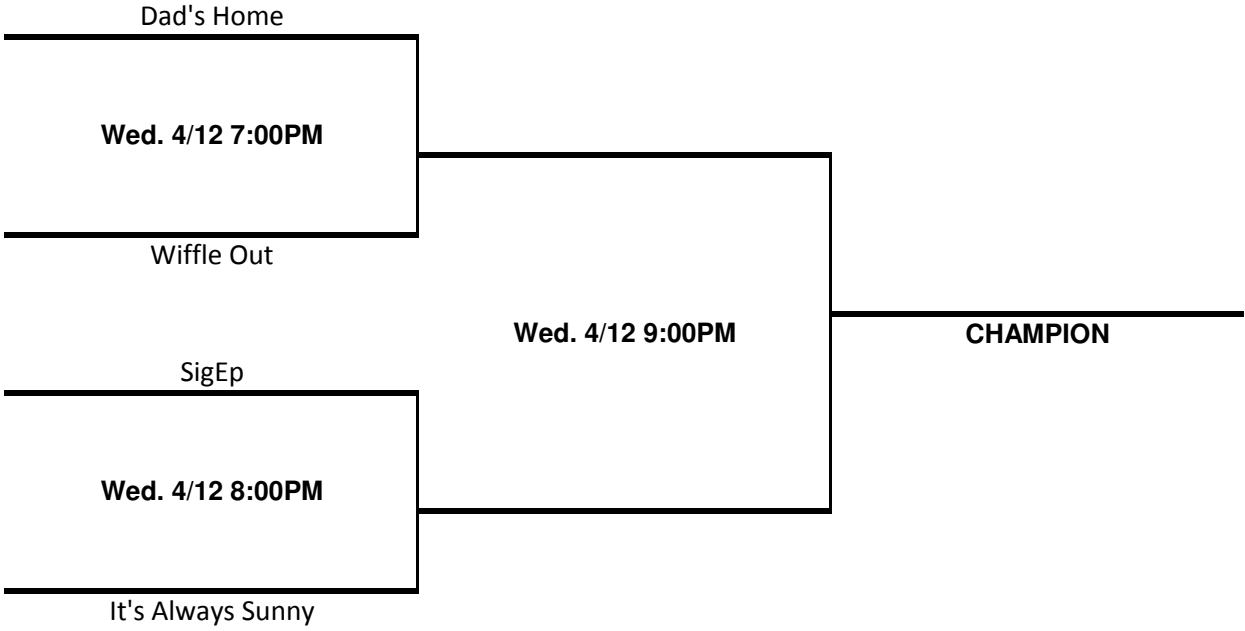 Dad's Home
Wed. 4/12 7:00PM
Wiffle Out
Wed. 4/12 9:00PM
CHAMPION
SigEp
Wed. 4/12 8:00PM
It's Always Sunny